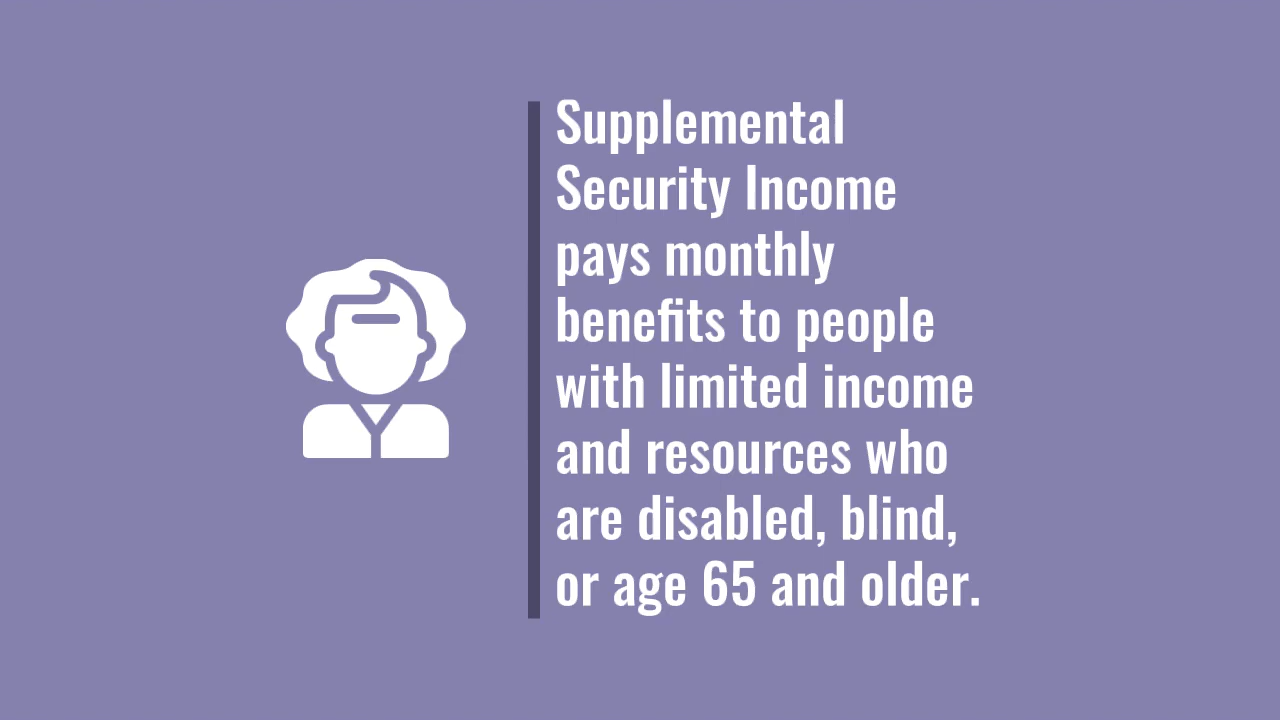 Supplemental
Security Income
pays monthly
benefits to people
with limited income
and resources who
are disabled, blind,
or age 65 and older.